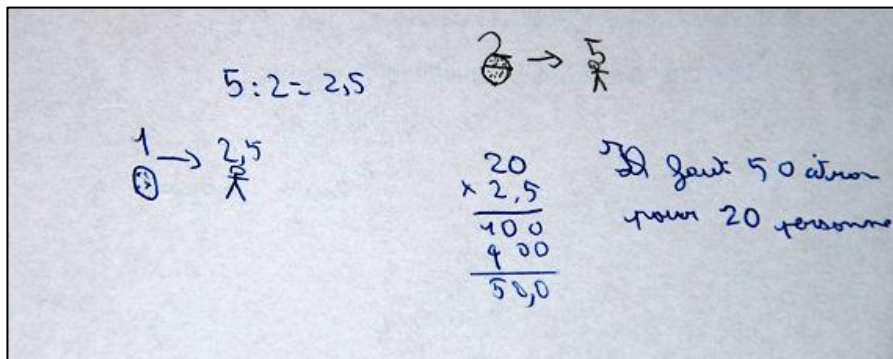 2 → 5
5 : 2 = 2,5
1 → 2,5
20
× 2,5
100
400
50,0
Il faut 50 citron
pour 20 personne